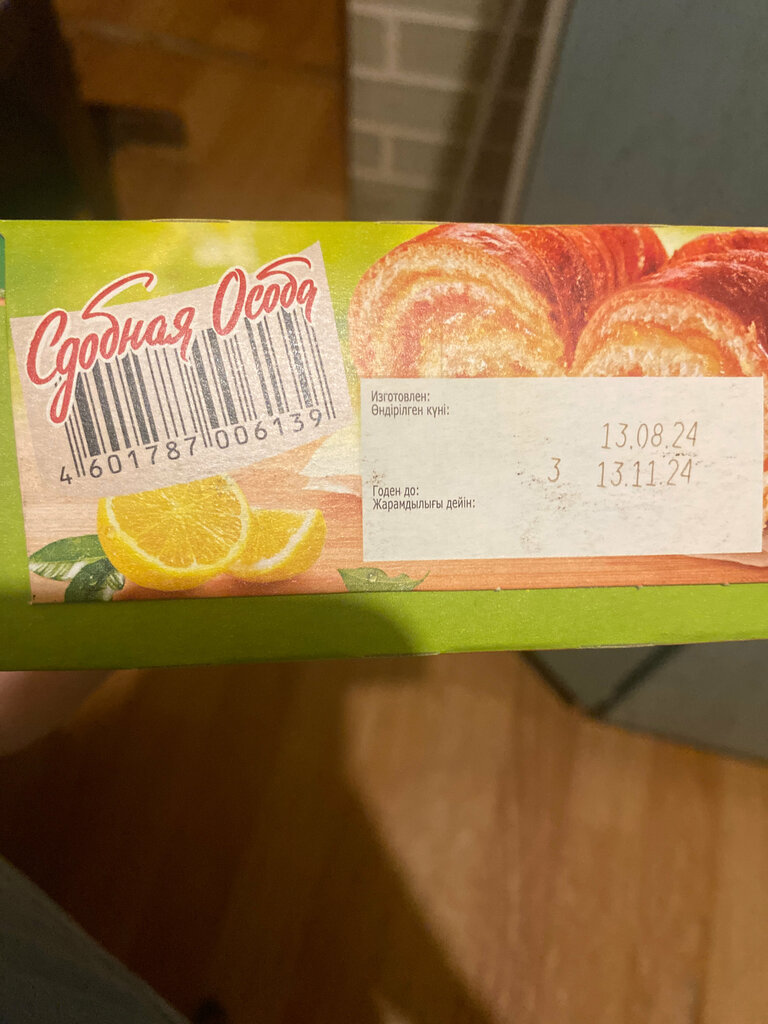 Сдобная Особа
4 601787 006139
Изготовлен:
Өндірілген күні:
13.08.24
3 13.11.24
Годен до:
Жарамдылығы дейін: